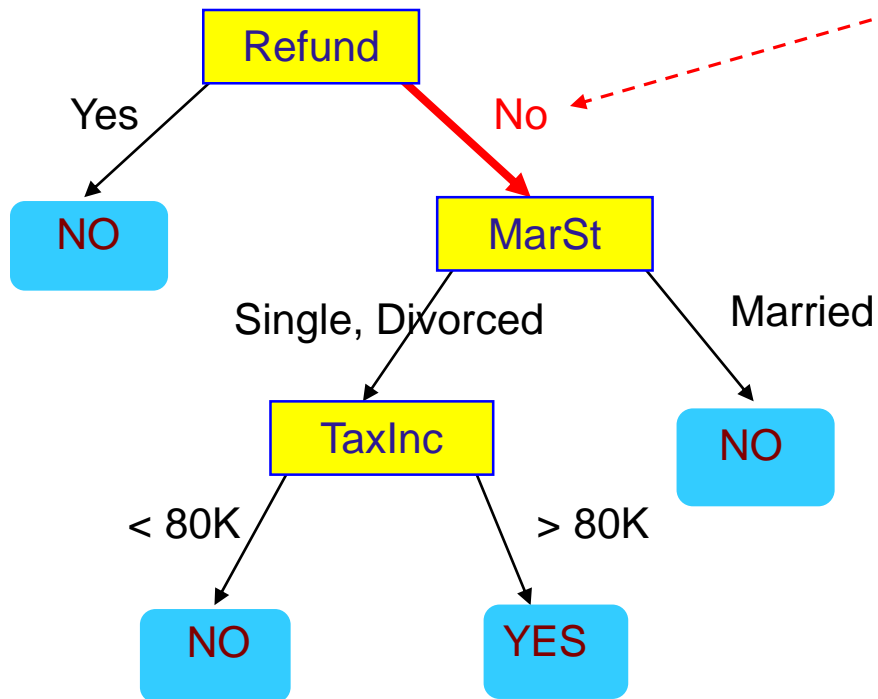 Refund
Yes
No
NO
MarSt
Single, Divorced
Married
TaxInc
NO
< 80K
> 80K
NO
YES